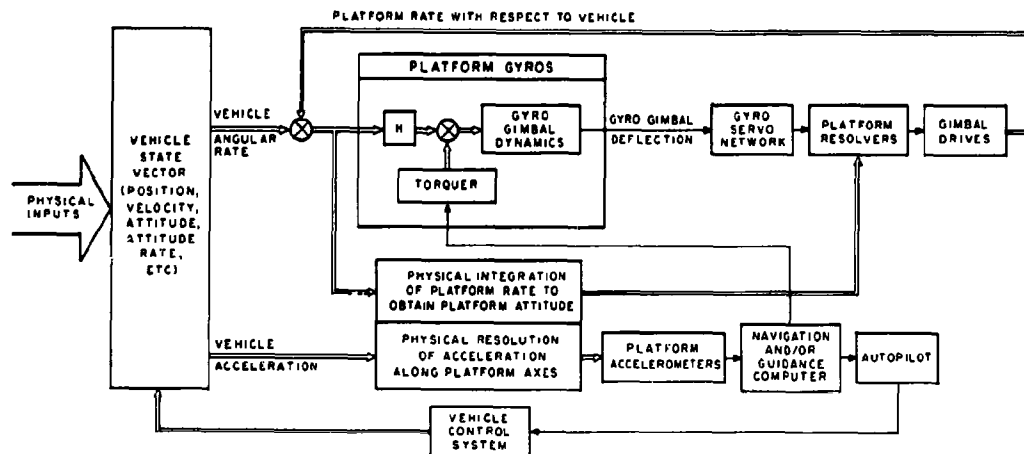 PLATFORM RATE WITH RESPECT TO VEHICLE
PLATFORM GYROS
VEHICLE
ANGULAR
RATE
H
GYRO
GIMBAL
DYNAMICS
TORQUER
GYRO GIMBAL
DEFLECTION
GYRO
SERVO
NETWORK
PLATFORM
RESOLVERS
GIMBAL
DRIVES
PHYSICAL
INPUTS
VEHICLE
STATE
VECTOR
(POSITION,
VELOCITY,
ATTITUDE,
ATTITUDE
RATE,
ETC)
PHYSICAL INTEGRATION
OF PLATFORM RATE TO
OBTAIN PLATFORM ATTITUDE
VEHICLE
ACCELERATION
PHYSICAL RESOLUTION
OF ACCELERATION
ALONG PLATFORM AXES
PLATFORM
ACCELEROMETERS
NAVIGATION
AND/OR
GUIDANCE
COMPUTER
AUTOPILOT
VEHICLE
CONTROL
SYSTEM